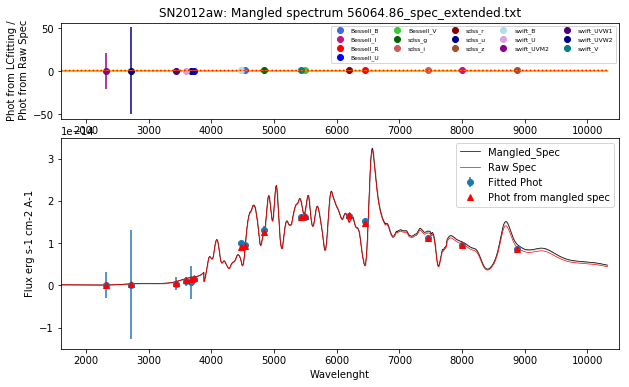 SN2012aw: Mangled spectrum 56064.86_spec_extended.txt
Phot from LCfitting /
Phot from Raw Spec
50
0
−50
Bessell_B
Bessell_I
Bessell_R
Bessell_U
Bessell_V
sdss_g
sdss_i
sdss_r
sdss_u
sdss_z
swift_B
swift_U
swift_UVM2
swift_UVW1
swift_UVW2
swift_V
2000 3000 4000 5000 6000 7000 8000 9000 10000
1e−14
Flux erg s-1 cm-2 A-1
3
2
1
0
−1
Mangled_Spec
Raw Spec
Fitted Phot
Phot from mangled spec
2000 3000 4000 5000 6000 7000 8000 9000 10000
Wavelenght